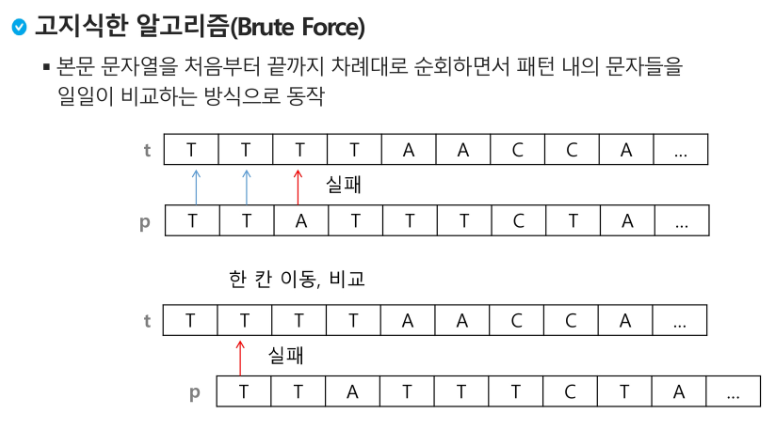 고지식한 알고리즘(Brute Force)
▪ 본문 문자열을 처음부터 끝까지 차례대로 순회하면서 패턴 내의 문자들을
일일이 비교하는 방식으로 동작
t T T T T A A C C A ...
실패
p T T A T T T C T A ...
한 칸 이동, 비교
t T T T T A A C C A ...
실패
p T T A T T T C T A ...